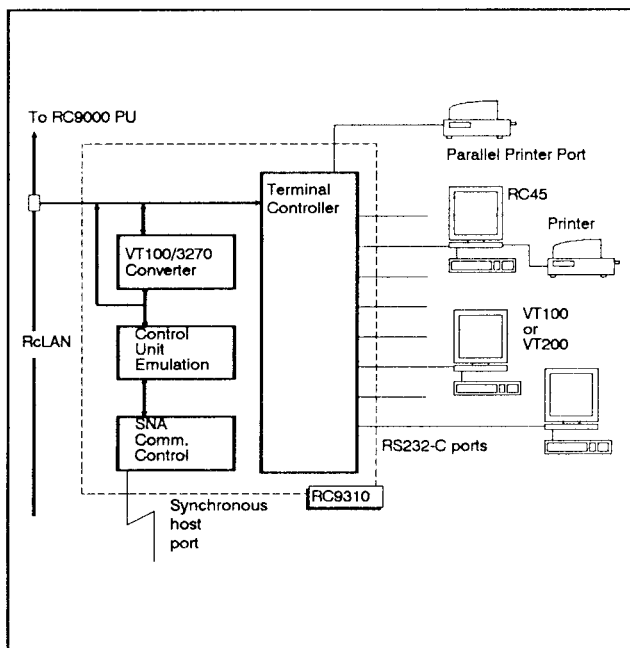 To RC9000 PU
Parallel Printer Port
Terminal
Controller
RC45
Printer
VT100/3270
Converter
VT100
or
VT200
RcLAN
Control
Unit
Emulation
SNA
Comm.
Control
RS232-C ports
RC9310
Synchronous
host
port